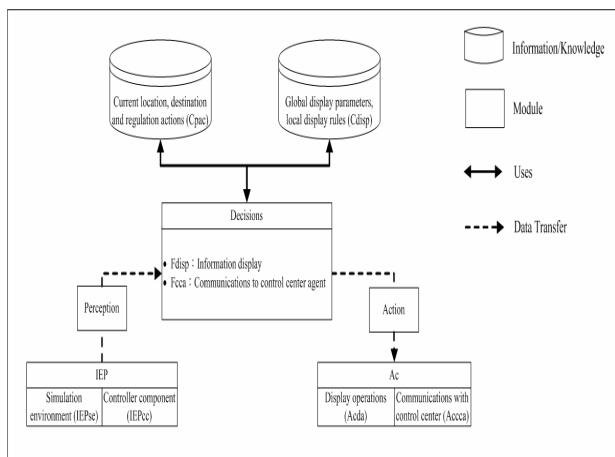 Current location, destination
and regulation actions (Cpac)
Global display parameters,
local display rules (Cdisp)
Information/Knowledge
Module
Uses
Data Transfer
Decisions
• Fdisp：Information display
• Fcca：Communications to control center agent
Perception
Action
IEP
Simulation
environment (IEPse)
Controller component
(IEPcc)
Ac
Display operations
(Acda)
Communications with
control center (Accca)